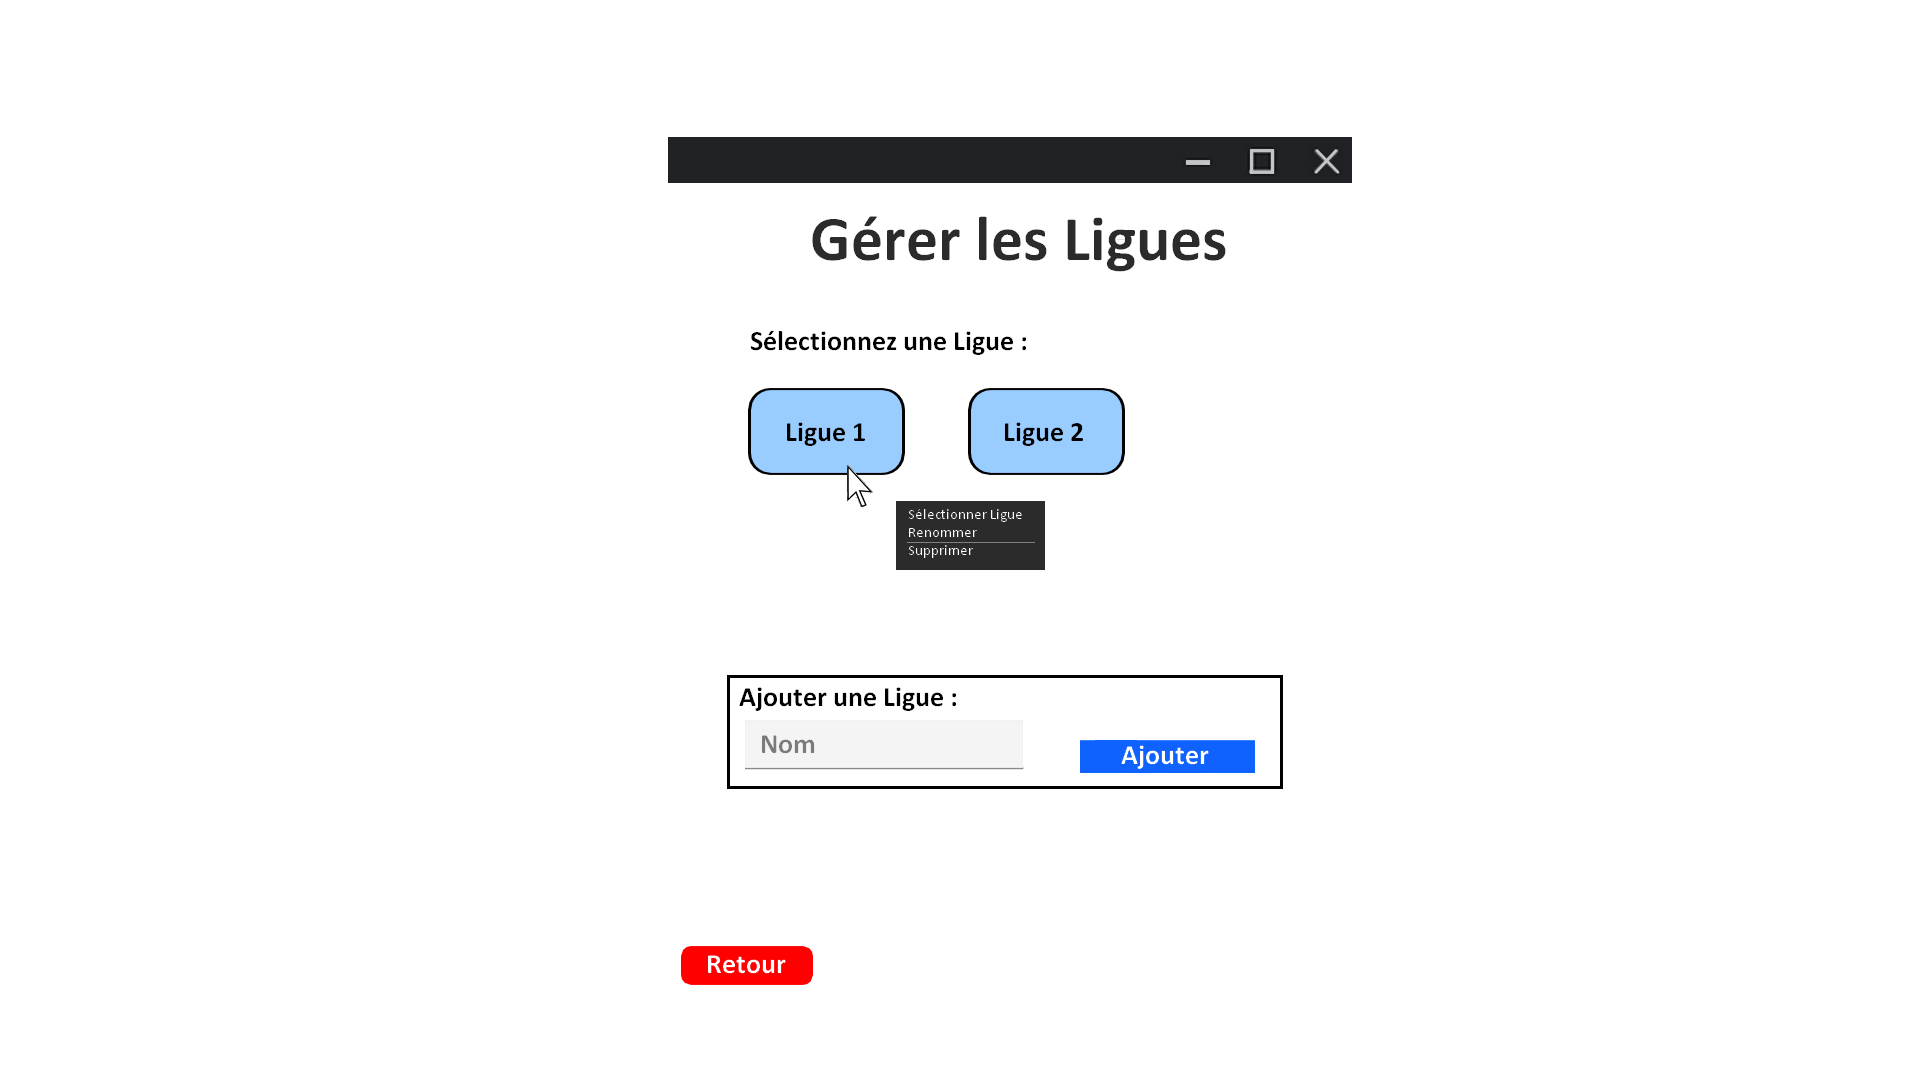 Gérer les Ligues
Sélectionnez une Ligue :
Ligue 1
Ligue 2
Sélectionner Ligue
Renommer
Supprimer
Ajouter une Ligue :
Nom
Ajouter
Retour